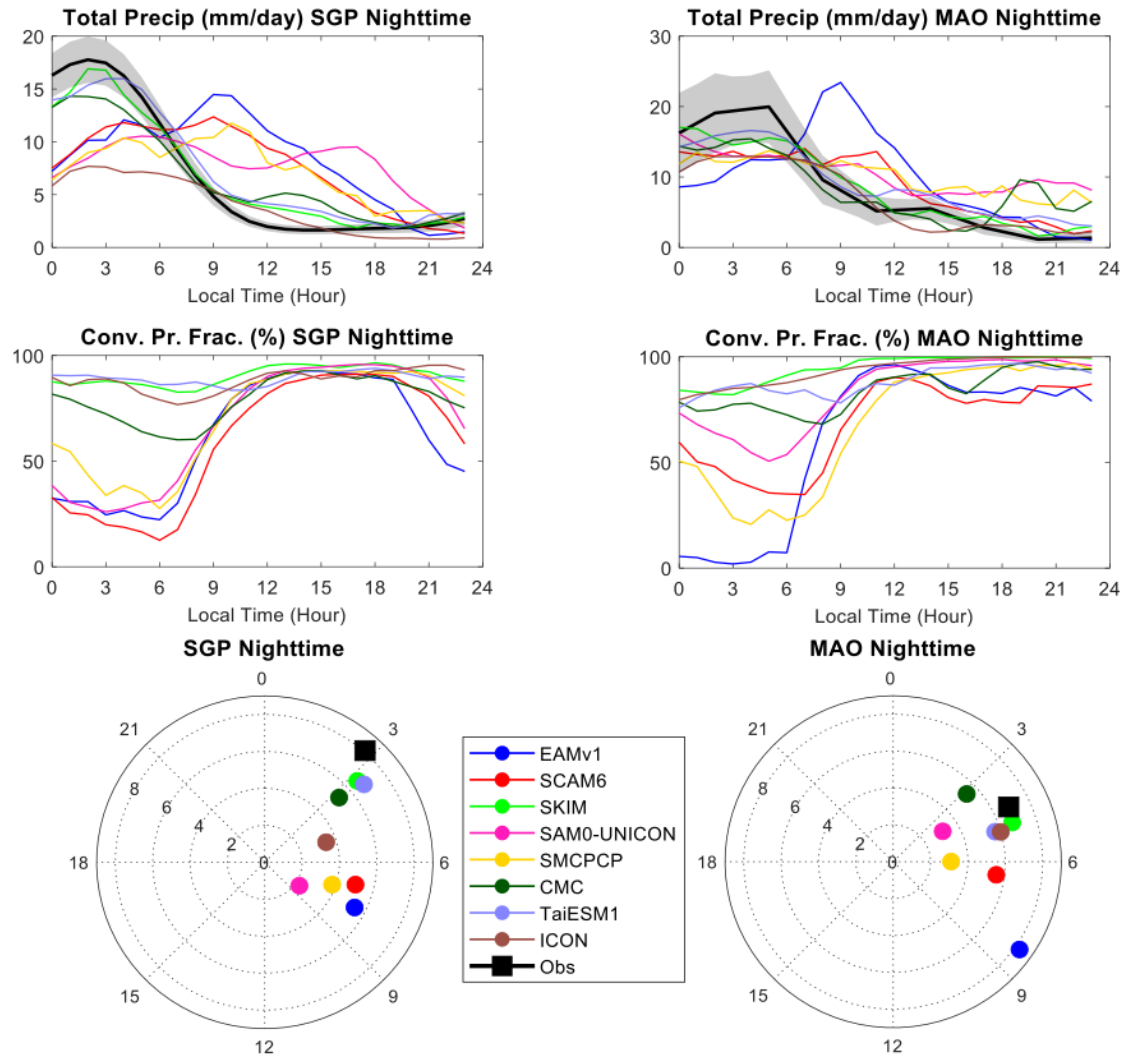 Total Precip (mm/day) SGP Nighttime
20
15
10
5
0
0 3 6 9 12 15 18 21 24
Local Time (Hour)
Total Precip (mm/day) MAO Nighttime
30
20
10
0
0 3 6 9 12 15 18 21 24
Local Time (Hour)
Conv. Pr. Frac. (%) SGP Nighttime
100
50
0
0 3 6 9 12 15 18 21 24
Local Time (Hour)
Conv. Pr. Frac. (%) MAO Nighttime
100
50
0
0 3 6 9 12 15 18 21 24
Local Time (Hour)
SGP Nighttime
0
21
3
8
6
4
2
0
18
6
15
9
12
EAMv1
SCAM6
SKIM
SAM0-UNICON
SMCPCP
CMC
TaiESM1
ICON
Obs
MAO Nighttime
0
21
3
8
6
4
2
0
18
6
15
9
12